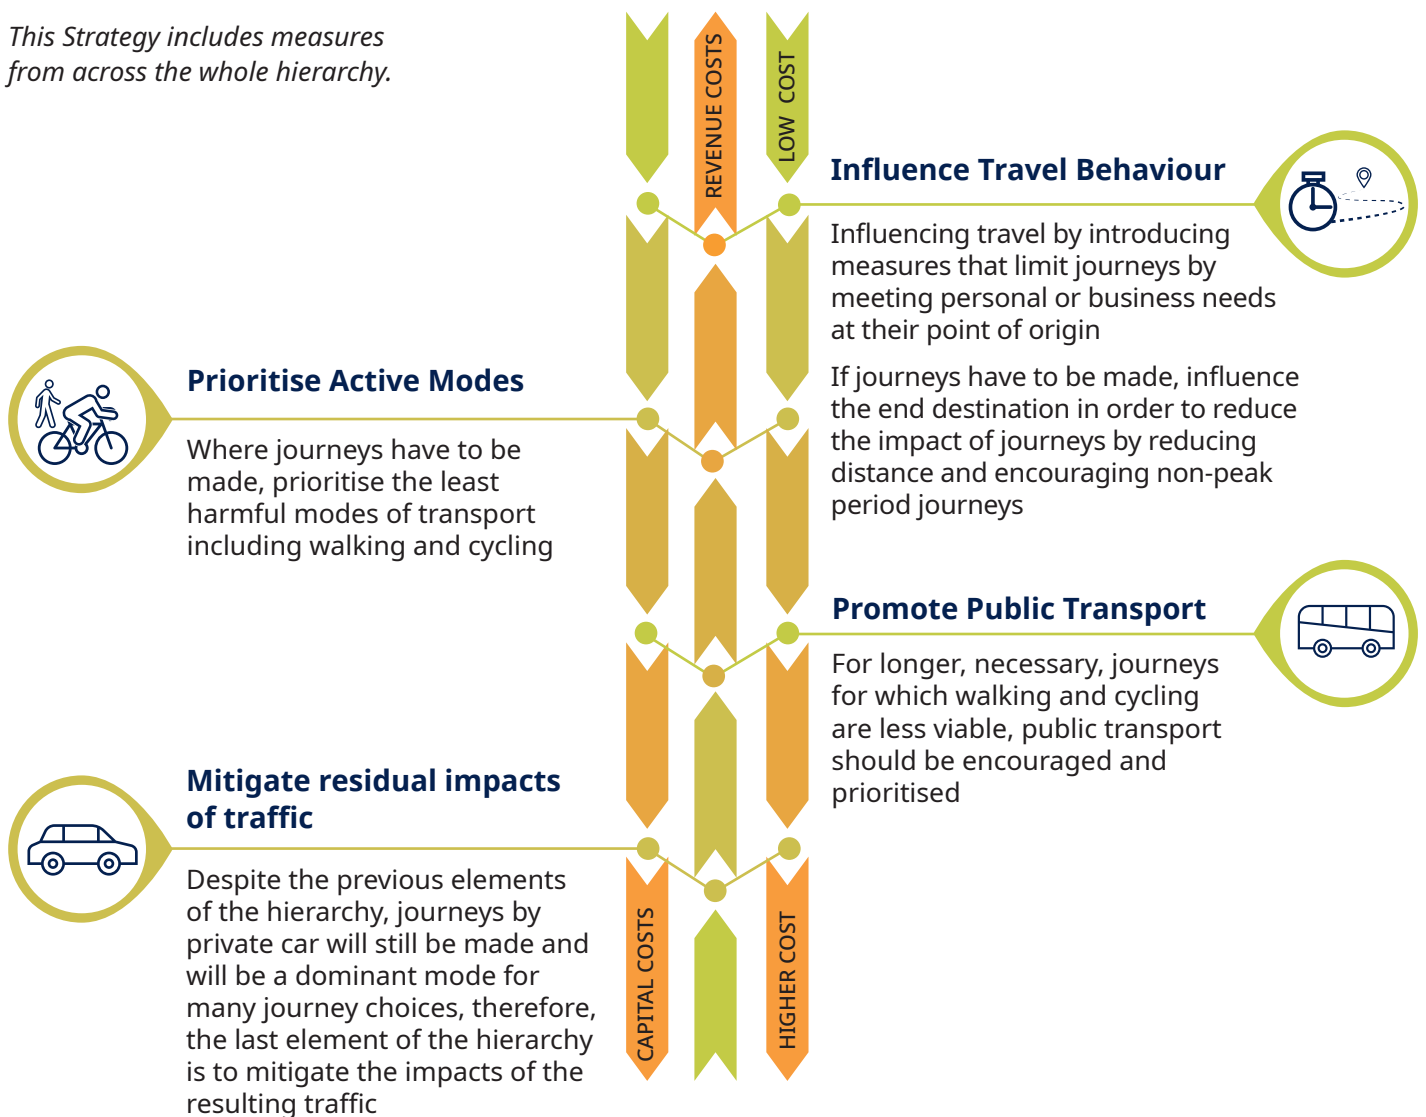 This Strategy includes measures
from across the whole hierarchy.
REVENUE COSTS
LOW COST
Influence Travel Behaviour
Influencing travel by introducing
measures that limit journeys by
meeting personal or business needs
at their point of origin
If journeys have to be made, influence
the end destination in order to reduce
the impact of journeys by reducing
distance and encouraging non-peak
period journeys
Prioritise Active Modes
Where journeys have to be
made, prioritise the least
harmful modes of transport
including walking and cycling
Promote Public Transport
For longer, necessary, journeys
for which walking and cycling
are less viable, public transport
should be encouraged and
prioritised
Mitigate residual impacts
of traffic
Despite the previous elements
of the hierarchy, journeys by
private car will still be made and
will be a dominant mode for
many journey choices, therefore,
the last element of the hierarchy
is to mitigate the impacts of the
resulting traffic
CAPITAL COSTS
HIGHER COST